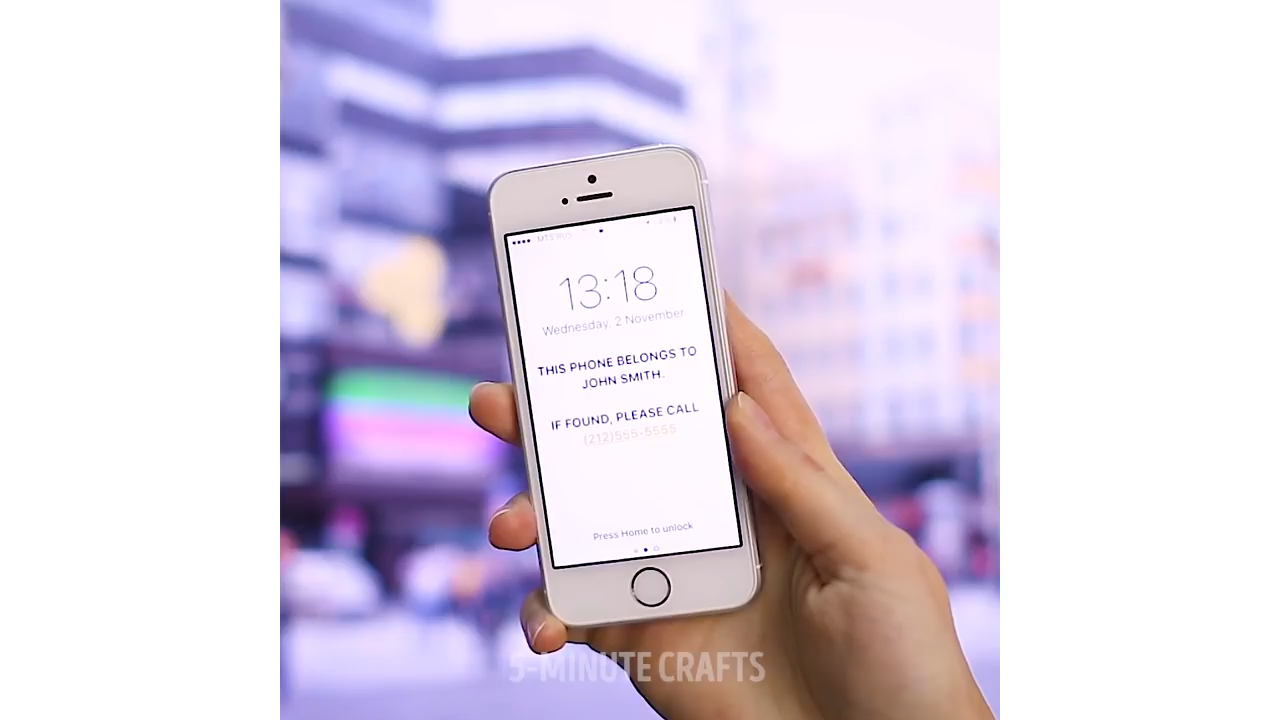 13:18
Wednesday, 2 November
THIS PHONE BELONGS TO
JOHN SMITH.
IF FOUND, PLEASE CALL
(212)555-5555
Press Home to unlock
5-MINUTE CRAFTS